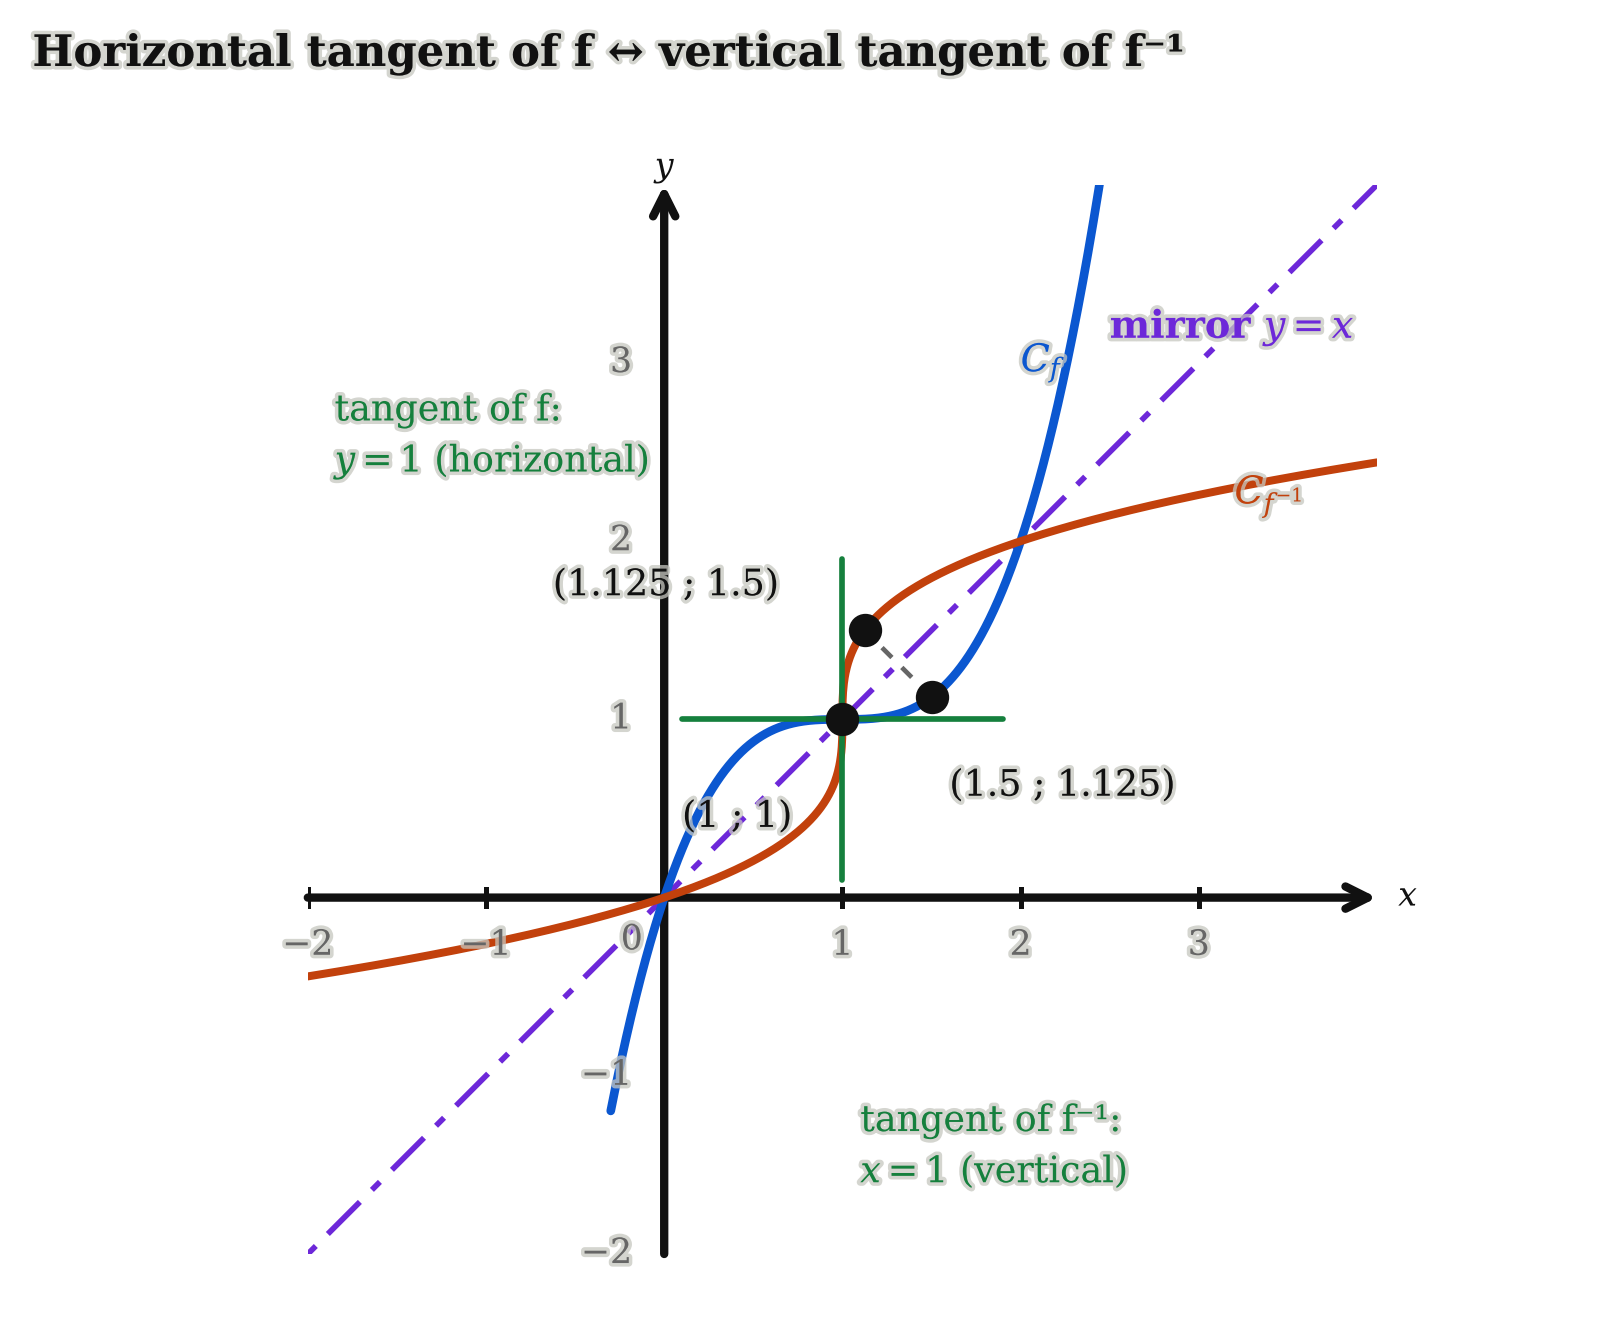 Horizontal tangent of f ↔ vertical tangent of f⁻¹
y
mirror y = x
C_f
3
tangent of f:
y = 1 (horizontal)
C_{f⁻¹}
2
(1.125 ; 1.5)
1
(1.5 ; 1.125)
(1 ; 1)
x
−2 −1 0 1 2 3
−1
tangent of f⁻¹:
x = 1 (vertical)
−2